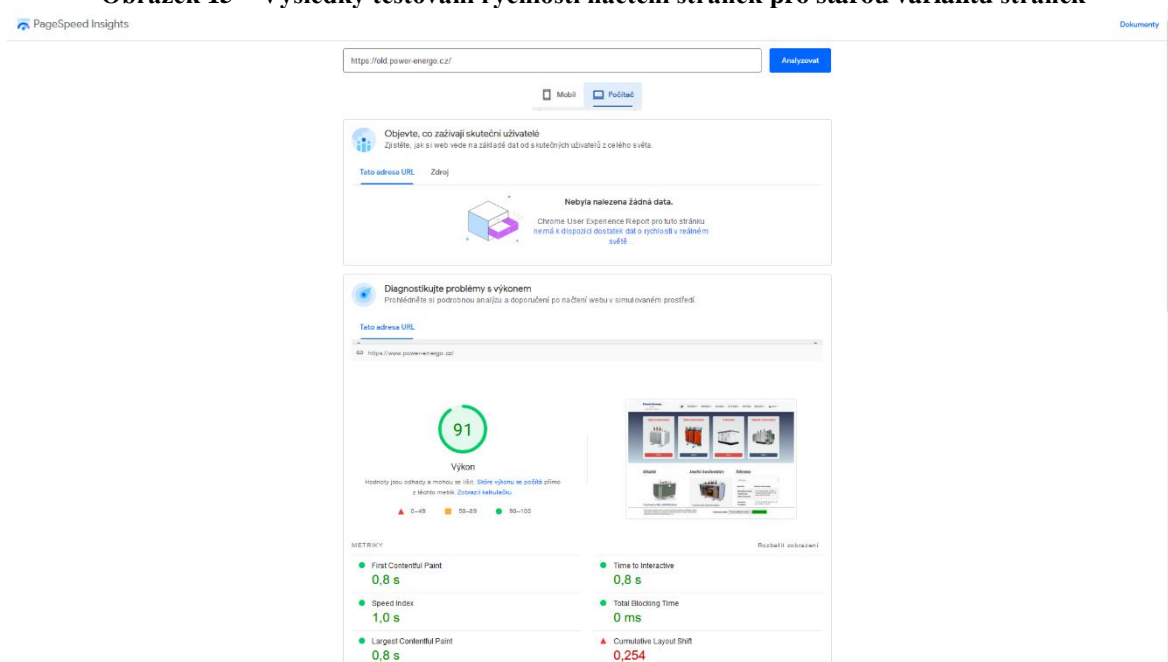 Obrázek 15 – Výsledky testování rychlosti načtení stránek pro starou variantu stránek
PageSpeed Insights
Dokumenty
https://old.power-energo.cz/
Analyzovat
Mobil
Počítač
Objevte, co zažívají skuteční uživatelé
Zjistěte, jak si web vede na základě dat od skutečných uživatelů z celého světa.
Tato adresa URL
Zdroj
Nebyla nalezena žádná data.
Chrome User Experience Report pro tuto stránku
nemá k dispozici dostatek dat o rychlosti v reálném
světě
Diagnostikujte problémy s výkonem
Prohlédněte si podrobnou analýzu a doporučení po načtení webu v simulovaném prostředí.
Tato adresa URL
https://www.power-energo.cz/
91
Výkon
Hodnoty jsou odhady a mohou se lišit. Skóre výkonu se počítá přímo
z těchto metrik. Zobrazit kalkulačku.
0–49
50–89
90–100
METRIKY
Rozbalit zobrazení
First Contentful Paint
0,8 s
Time to Interactive
0,8 s
Speed Index
1,0 s
Total Blocking Time
0 ms
Largest Contentful Paint
0,8 s
Cumulative Layout Shift
0,254